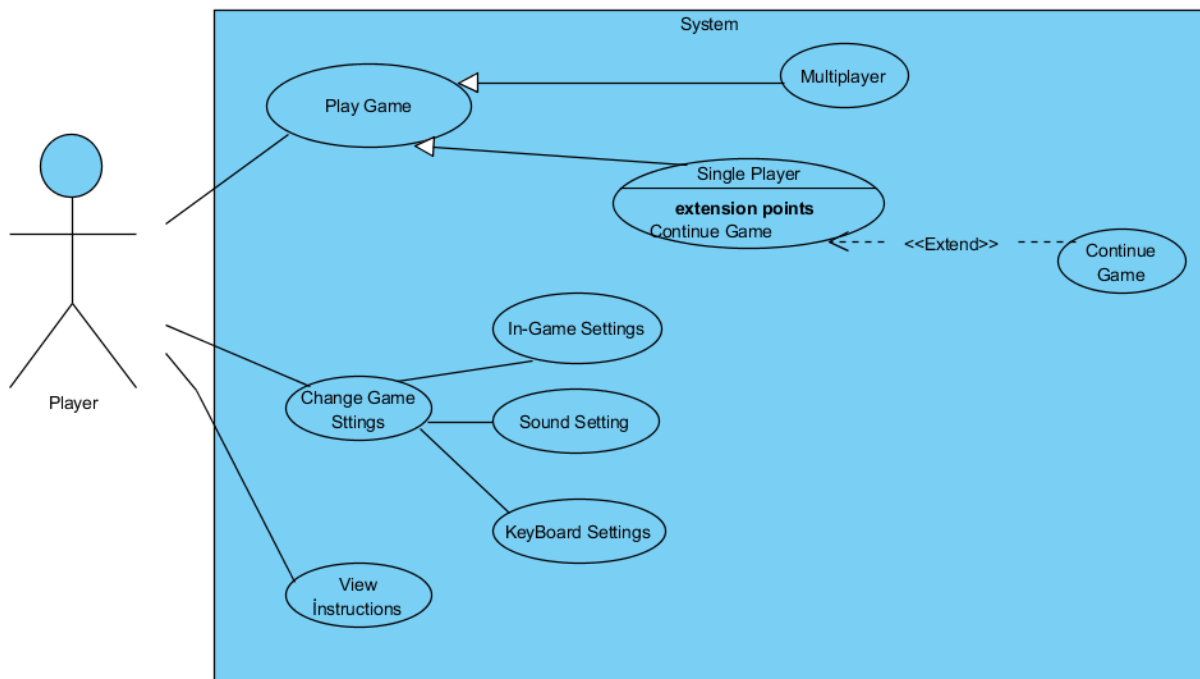 System
Multiplayer
Play Game
Single Player
extension points
Continue Game
<<Extend>>
Continue
Game
In-Game Settings
Player
Change Game
Sttings
Sound Setting
KeyBoard Settings
View
İnstructions